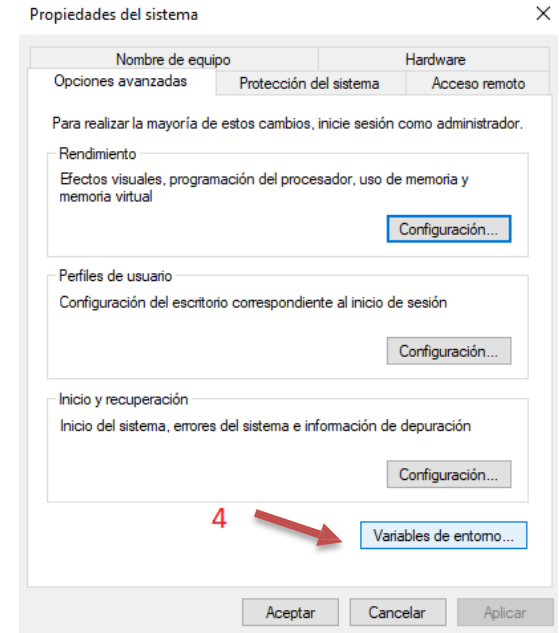 Propiedades del sistema
Nombre de equipo
Hardware
Opciones avanzadas
Protección del sistema
Acceso remoto
Para realizar la mayoría de estos cambios, inicie sesión como administrador.
Rendimiento
Efectos visuales, programación del procesador, uso de memoria y
memoria virtual
Configuración...
Perfiles de usuario
Configuración del escritorio correspondiente al inicio de sesión
Configuración...
Inicio y recuperación
Inicio del sistema, errores del sistema e información de depuración
Configuración...
4
Variables de entorno...
Aceptar
Cancelar
Aplicar